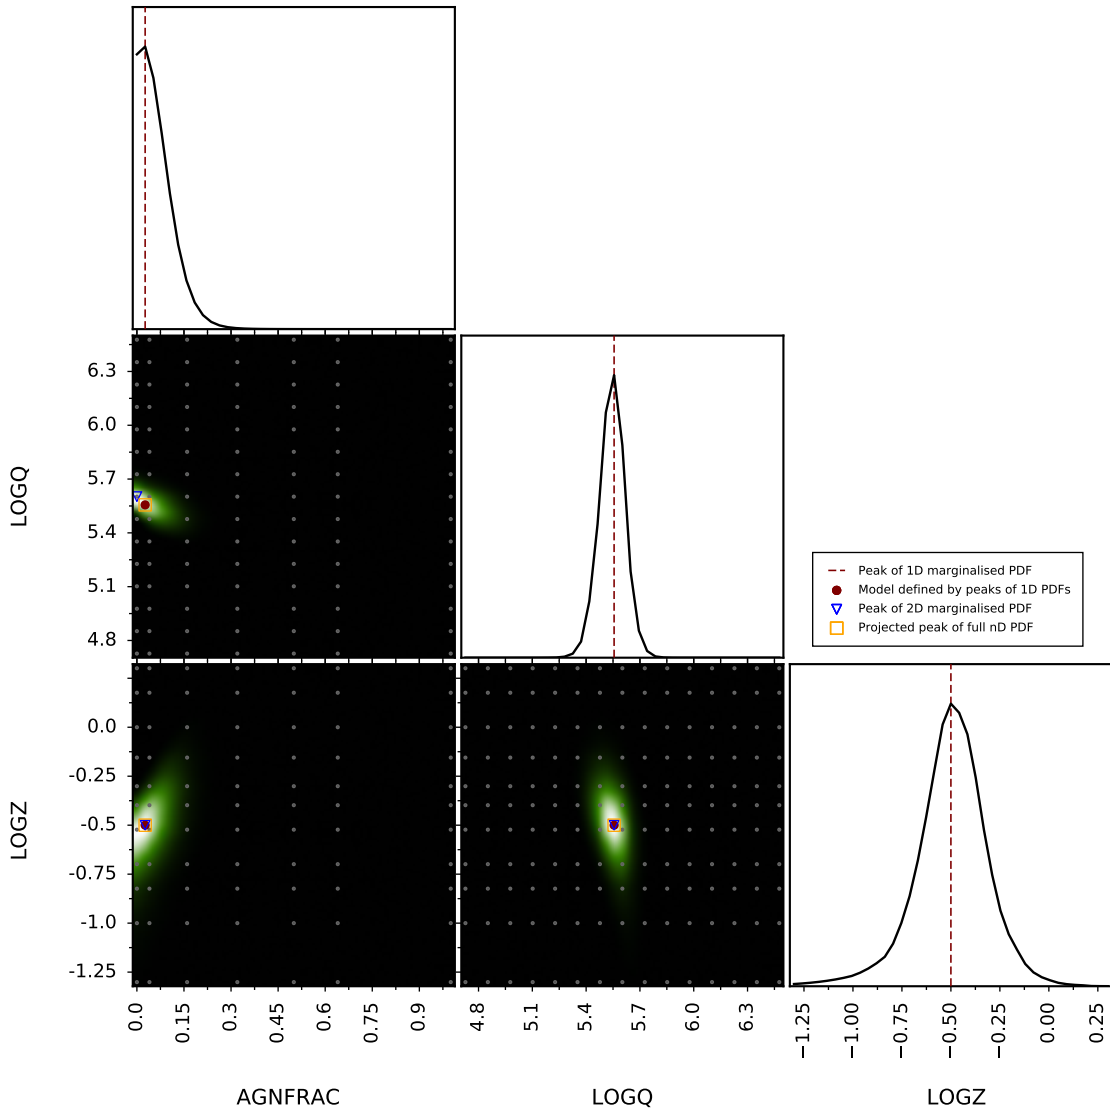 6.3
6.0
5.7
5.4
5.1
4.8
LOGQ
Peak of 1D marginalised PDF
Model defined by peaks of 1D PDFs
Peak of 2D marginalised PDF
Projected peak of full nD PDF
0.0
-0.25
-0.5
-0.75
-1.0
-1.25
LOGZ
0.0 0.15 0.3 0.45 0.6 0.75 0.9
4.8 5.1 5.4 5.7 6.0 6.3
−1.25 −1.00 −0.75 −0.50 −0.25 0.00 0.25
AGNFRAC LOGQ LOGZ